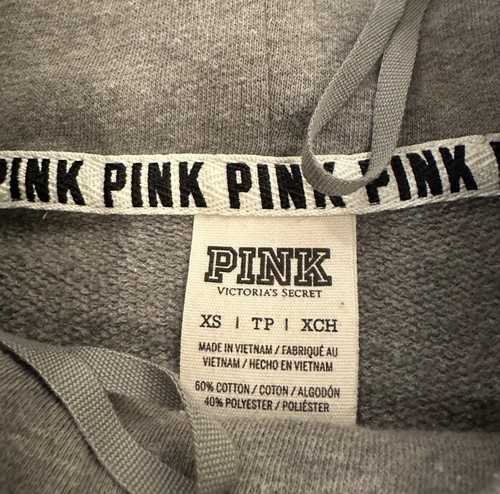 PINK PINK PINK PINK
PINK
VICTORIA'S SECRET
XS | TP | XCH
MADE IN VIETNAM / FABRIQUÉ AU
VIETNAM / HECHO EN VIETNAM
60% COTTON / COTON / ALGODÓN
40% POLYESTER / POLIÉSTER